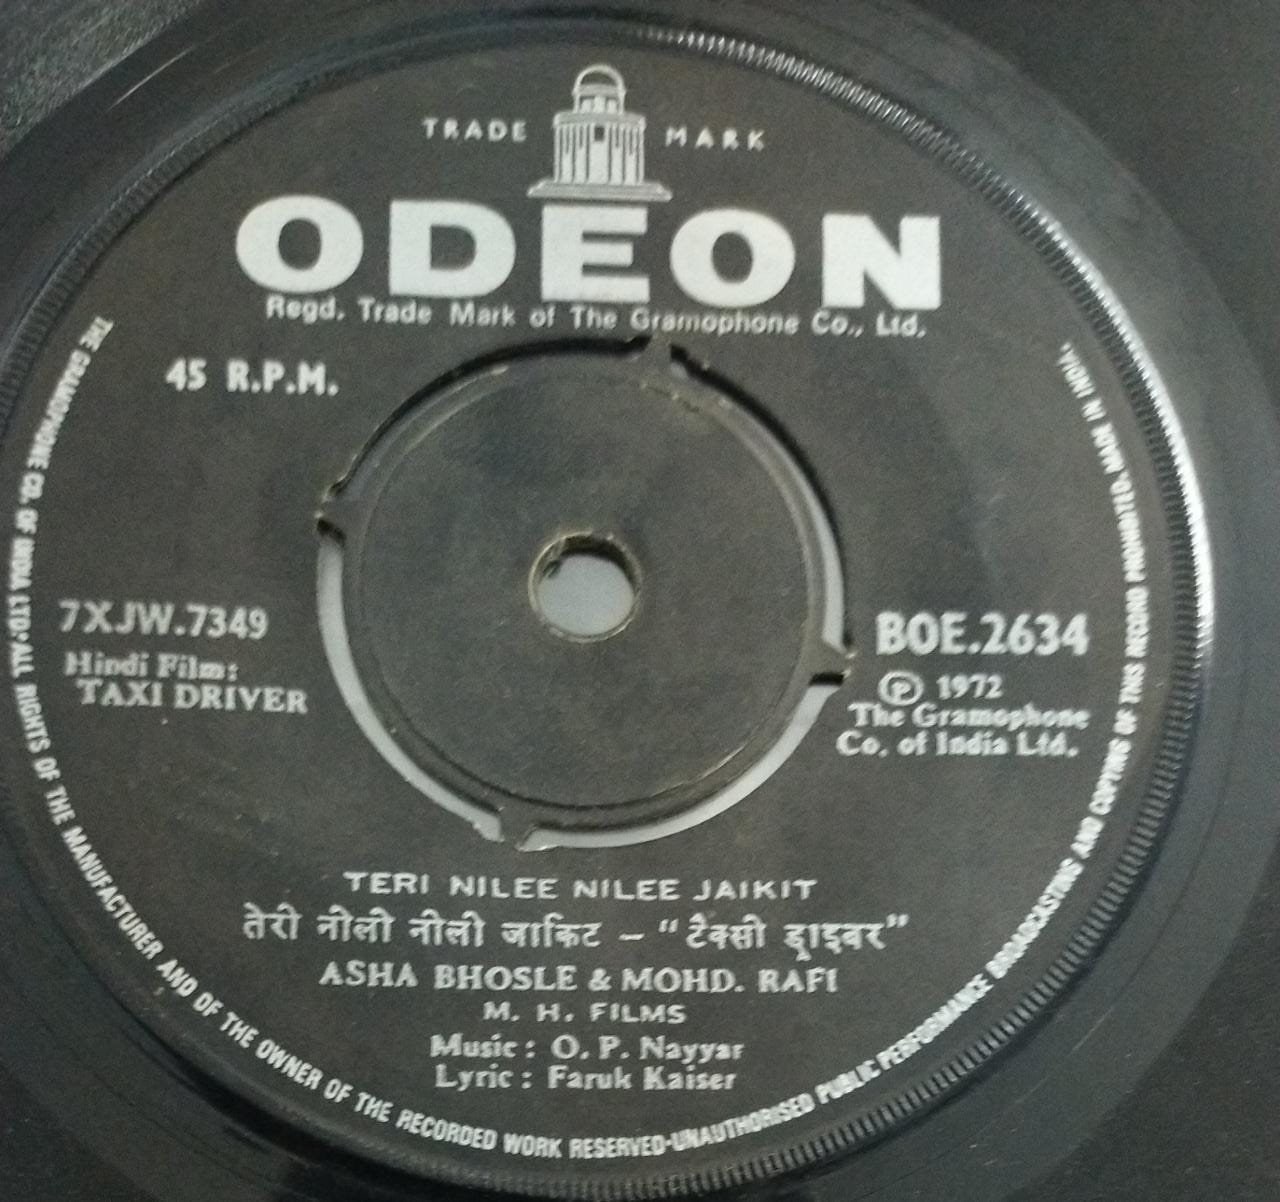 TRADE MARK
ODEON
Regd. Trade Mark of The Gramophone Co., Ltd.
45 R.P.M.
7XJW.7349
Hindi Film:
TAXI DRIVER
BOE.2634
Ⓟ 1972
The Gramophone
Co. of India Ltd.
TERI NILEE NILEE JAIKIT
तेरी नीली नीली जाकिट – "टैक्सी ड्राइवर"
ASHA BHOSLE & MOHD. RAFI
M. H. FILMS
Music : O. P. Nayyar
Lyric : Faruk Kaiser
THE GRAMOPHONE CO. OF INDIA LTD·ALL RIGHTS OF THE MANUFACTURER AND OF THE OWNER OF THE RECORDED WORK RESERVED·UNAUTHORISED PUBLIC PERFORMANCE BROADCASTING AND COPYING OF THIS RECORD PROHIBITED. MADE IN INDIA.